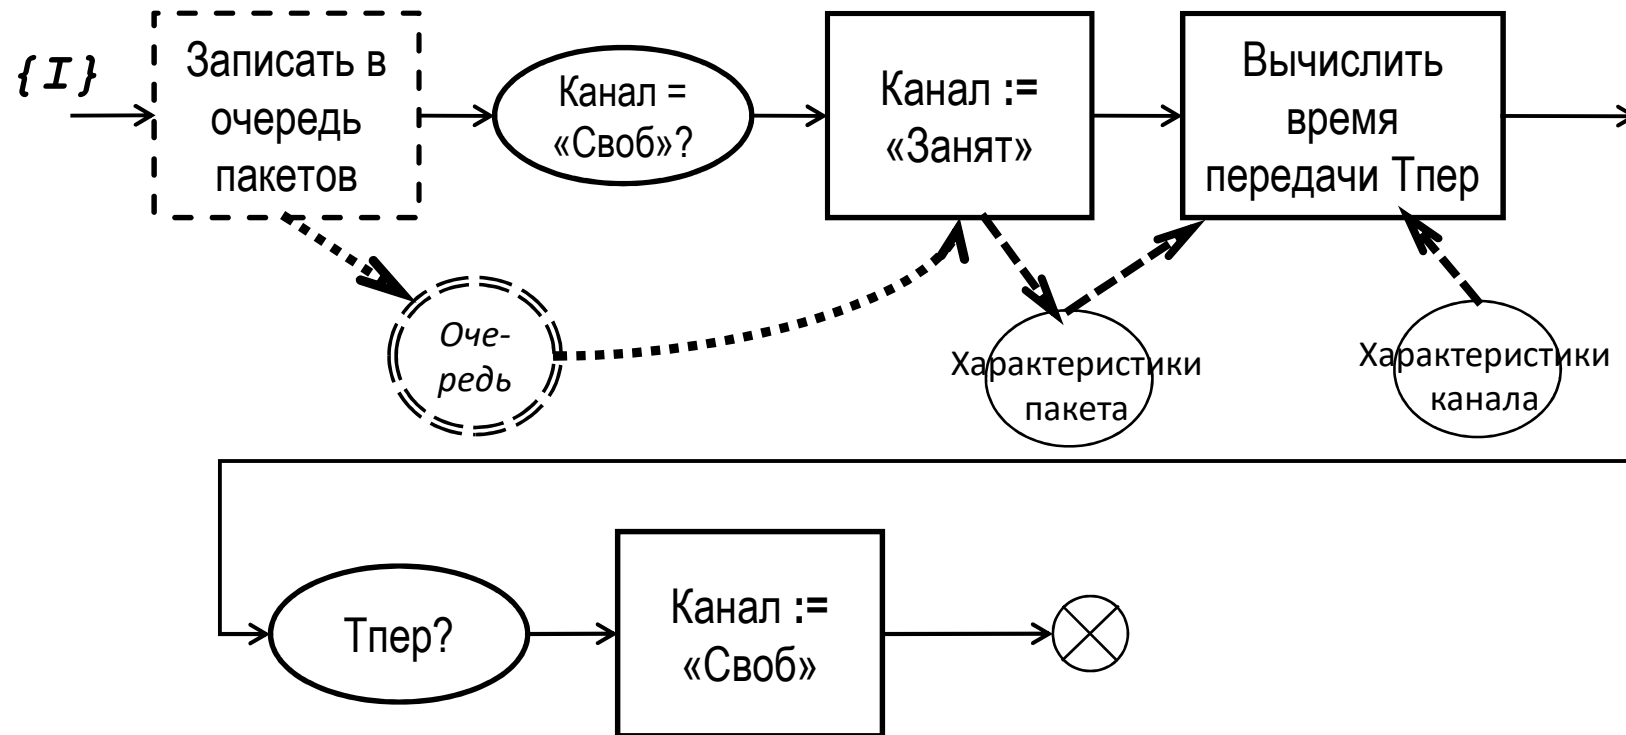 {I}
Записать в
очередь
пакетов
Канал =
«Своб»?
Канал :=
«Занят»
Вычислить
время
передачи Тпер
Оче-
редь
Характеристики
пакета
Характеристики
канала
Тпер?
Канал :=
«Своб»